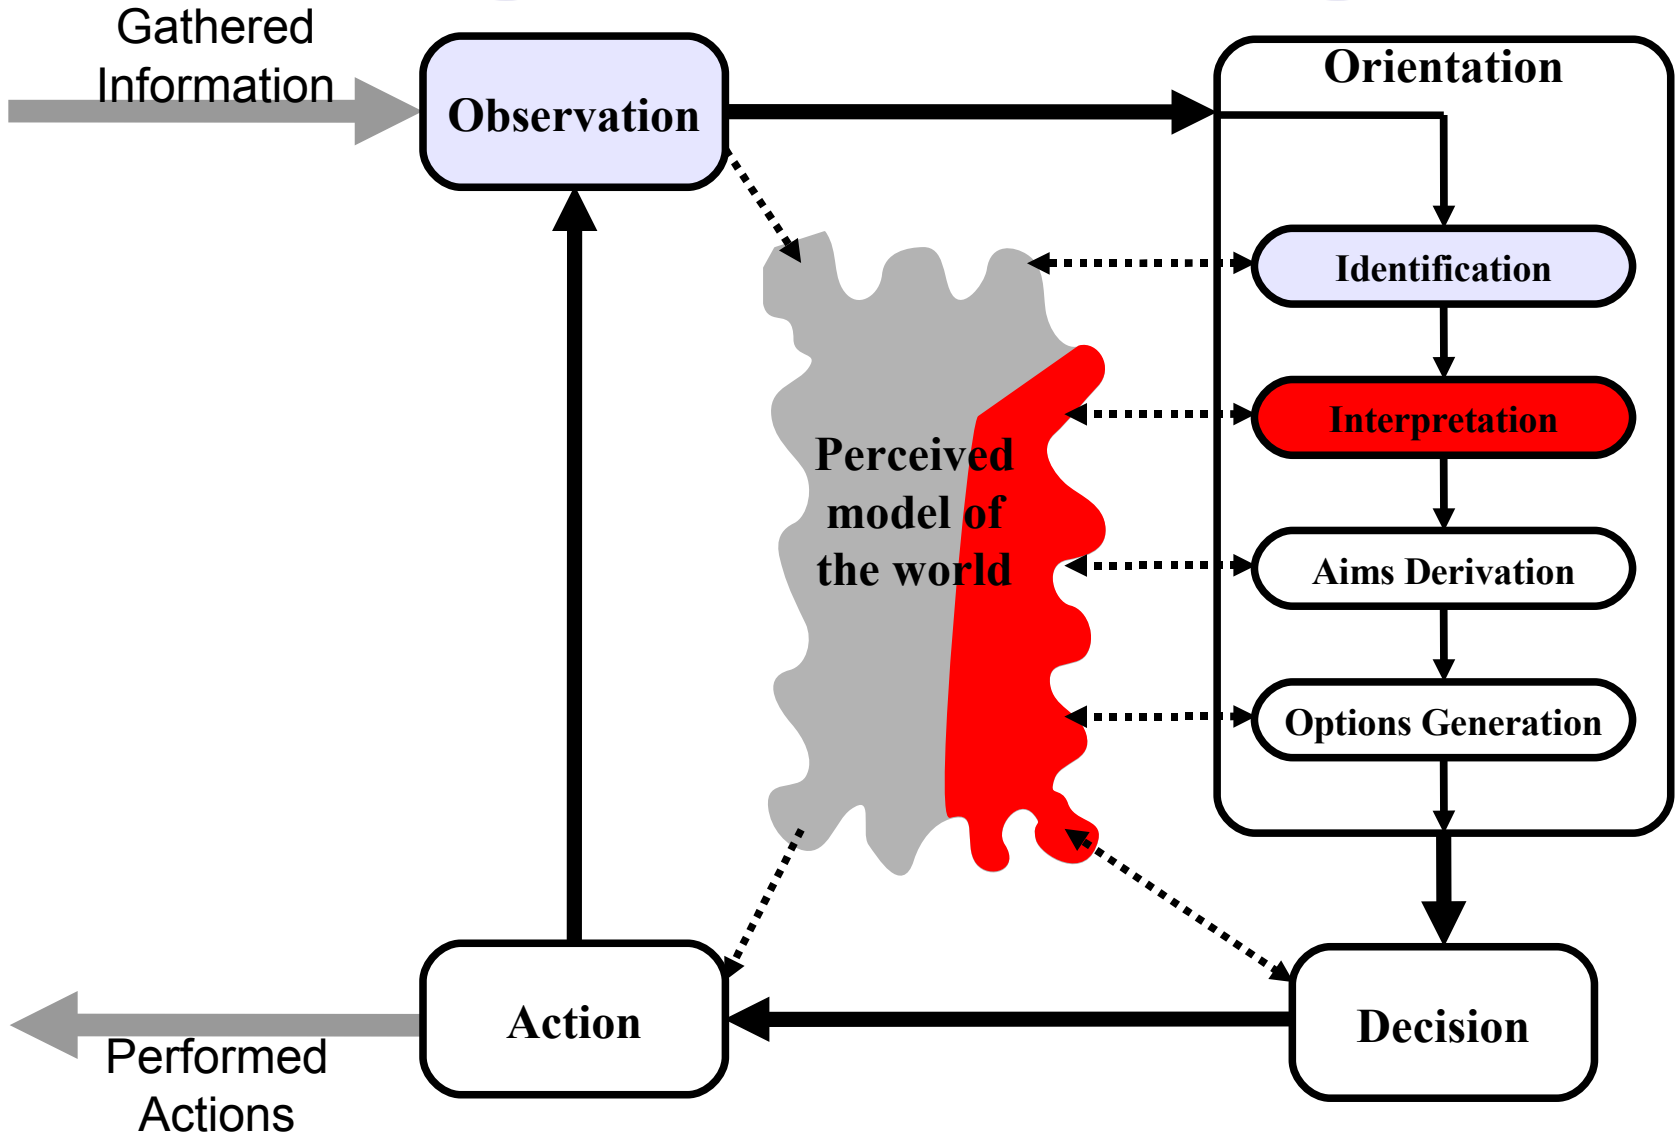 Gathered
Information
Observation
Orientation
Identification
Interpretation
Perceived
model of
the world
Aims Derivation
Options Generation
Action
Decision
Performed
Actions